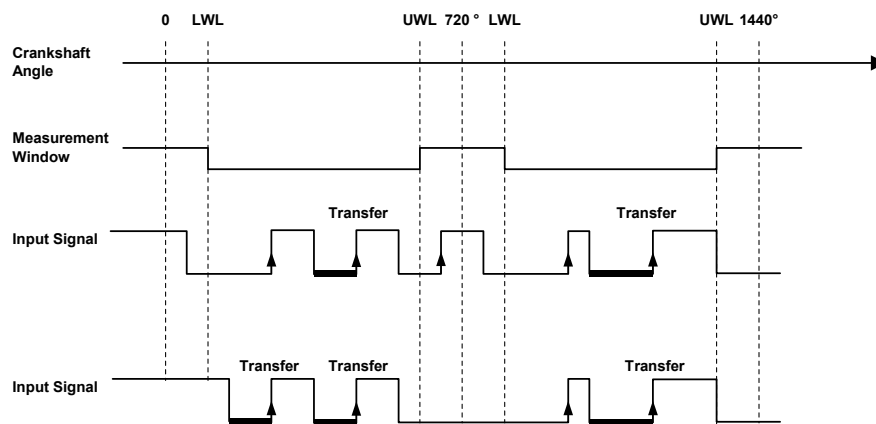 0 LWL UWL 720 ° LWL UWL 1440°
Crankshaft
Angle
Measurement
Window
Transfer Transfer
Input Signal
Transfer Transfer Transfer
Input Signal